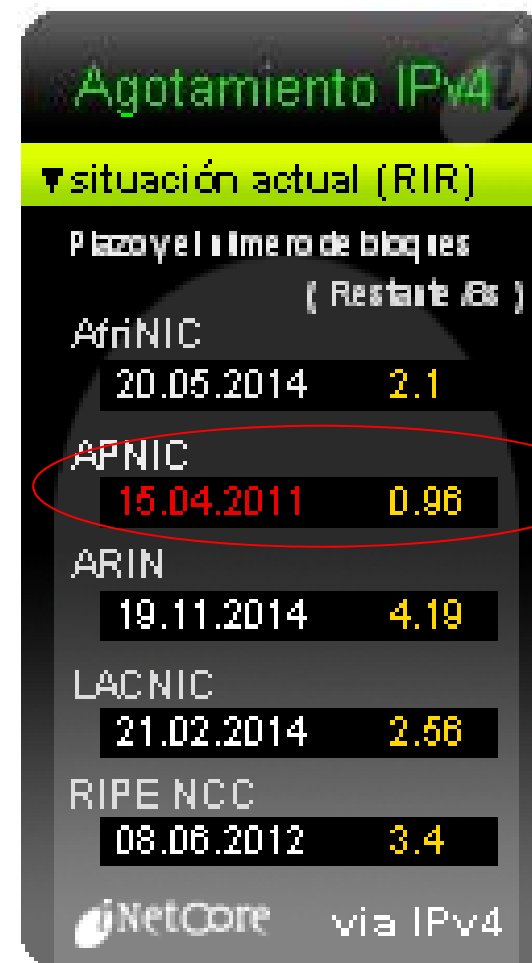 Agotamiento IPv4
▼situación actual (RIR)
Plazo y el número de bloques
( Restante /8s )
AfriNIC
20.05.2014 2.1
APNIC
15.04.2011 0.96
ARIN
19.11.2014 4.19
LACNIC
21.02.2014 2.56
RIPE NCC
08.06.2012 3.4
iNetCore via IPv4